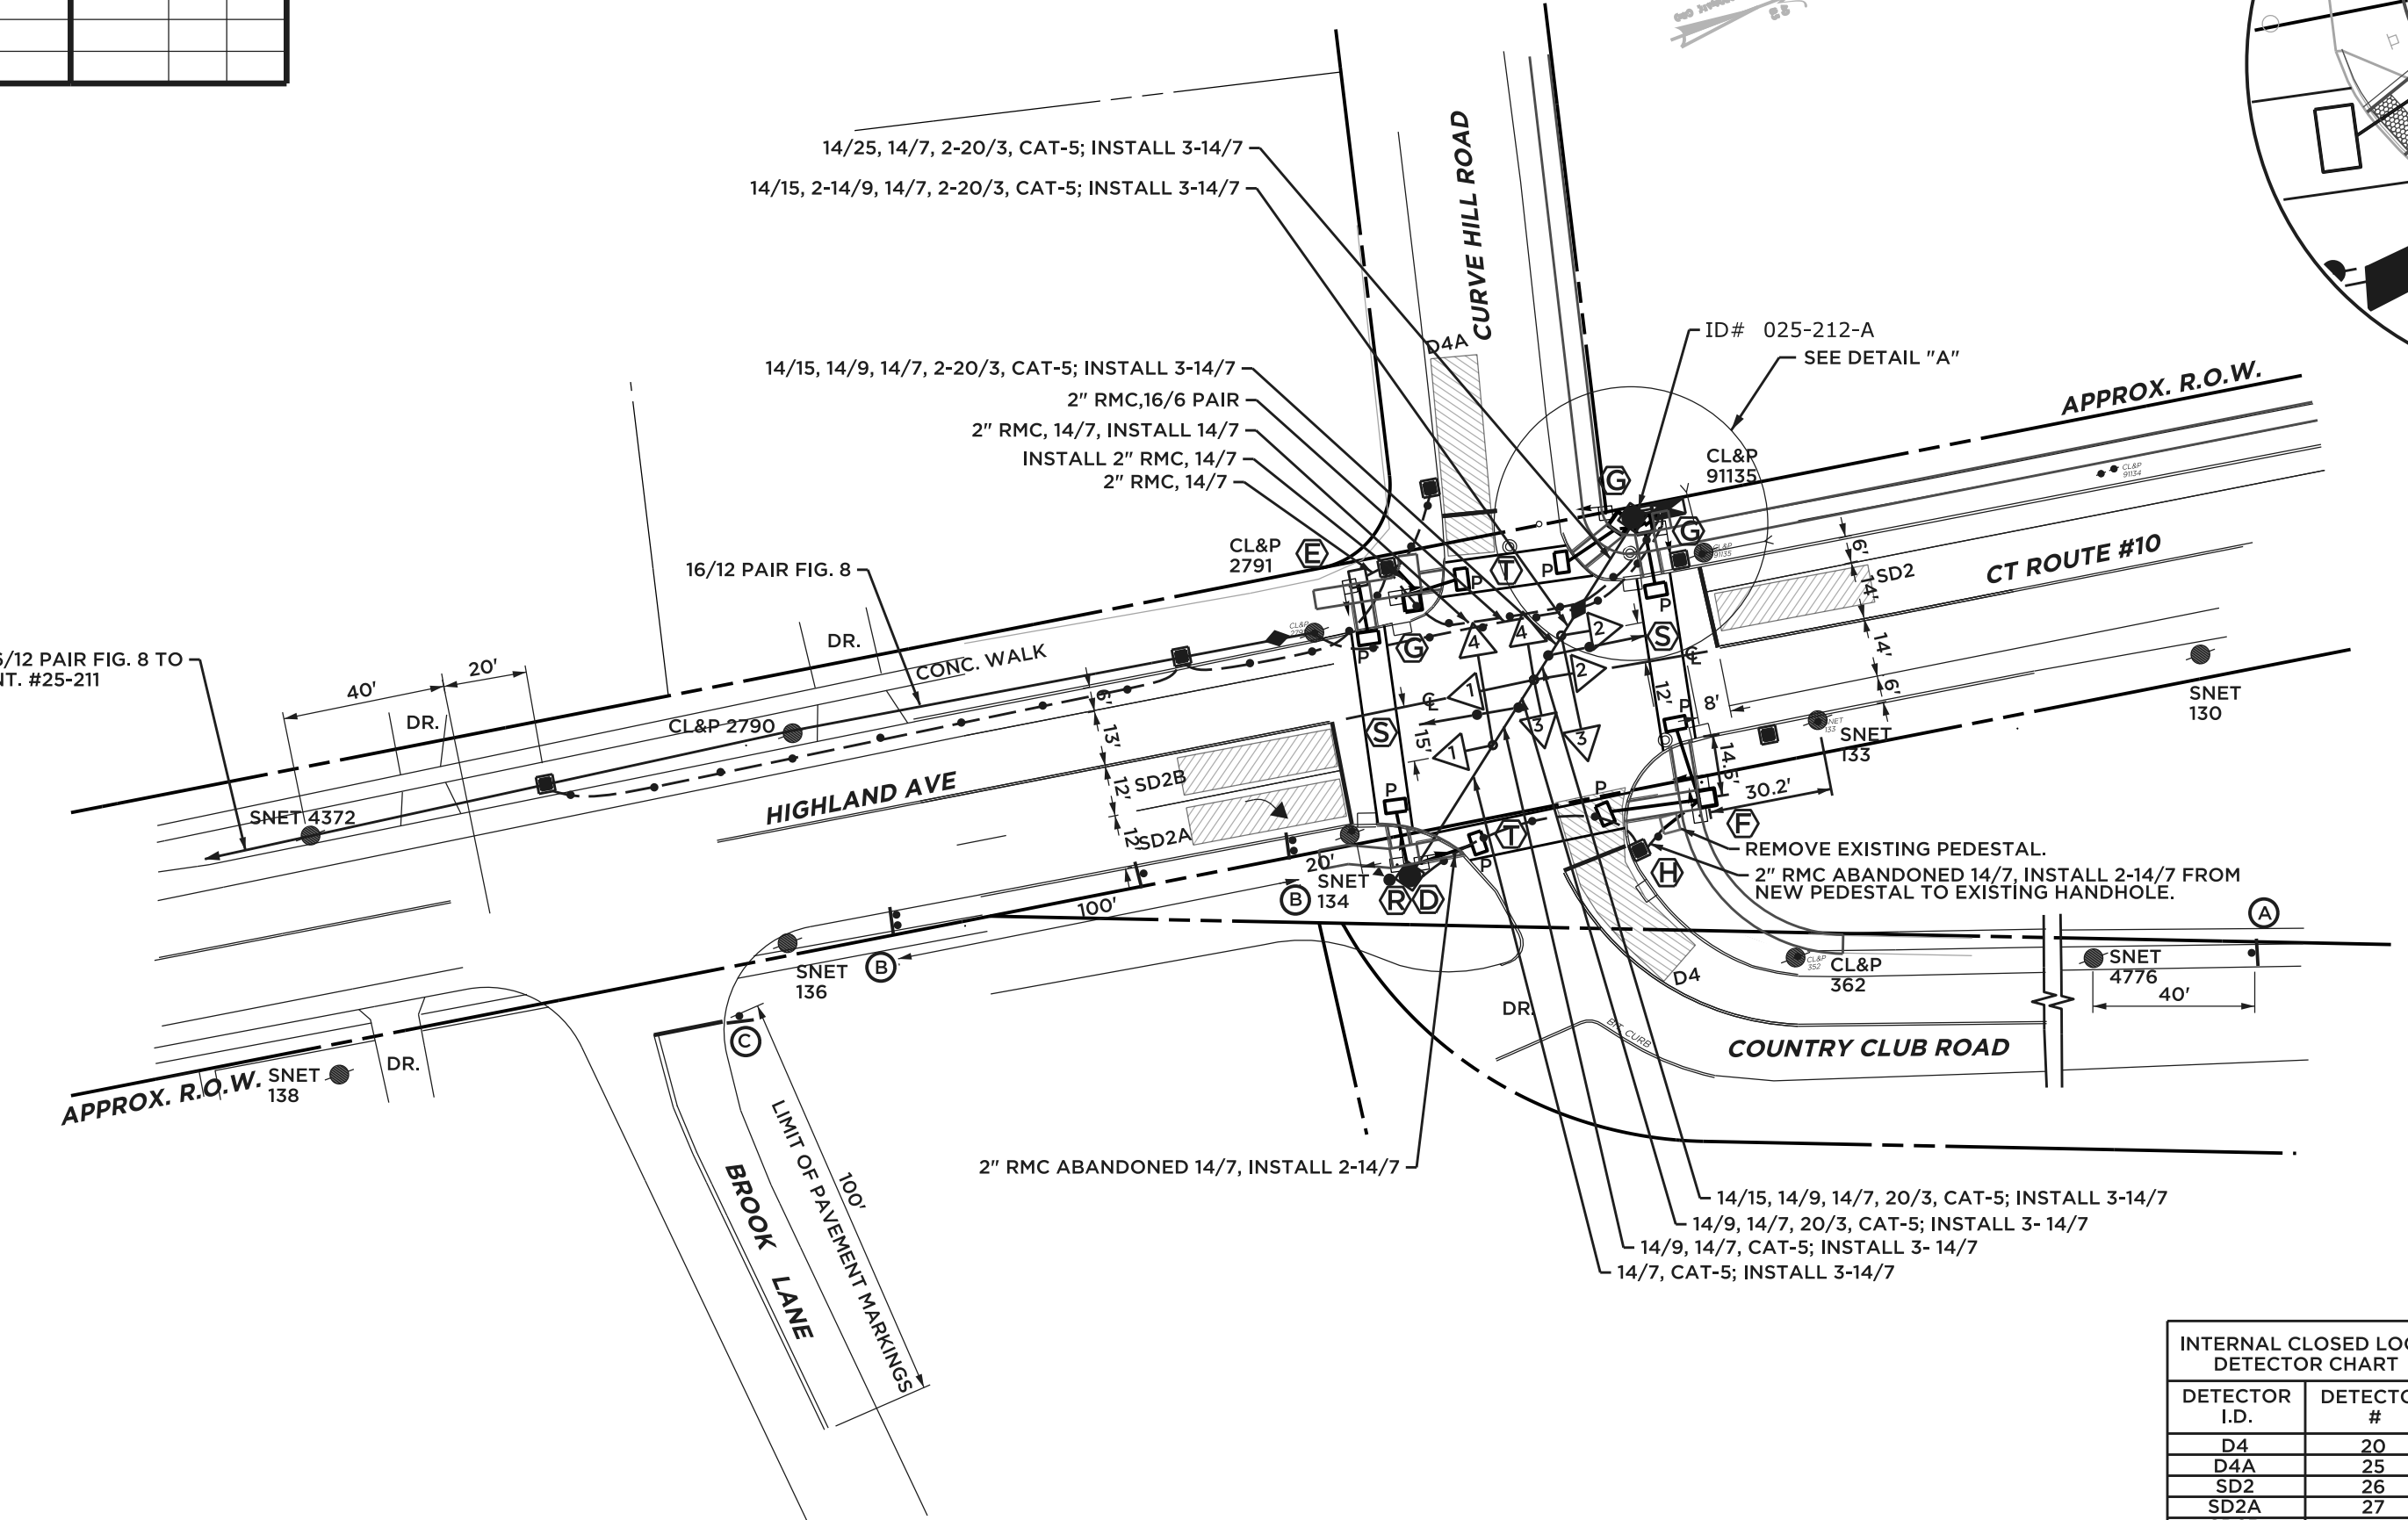 14/25, 14/7, 2-20/3, CAT-5; INSTALL 3-14/7
14/15, 2-14/9, 14/7, 2-20/3, CAT-5; INSTALL 3-14/7
CURVE HILL ROAD
D4A
ID# 025-212-A
SEE DETAIL "A"
14/15, 14/9, 14/7, 2-20/3, CAT-5; INSTALL 3-14/7
2" RMC,16/6 PAIR
2" RMC, 14/7, INSTALL 14/7
INSTALL 2" RMC, 14/7
2" RMC, 14/7
APPROX. R.O.W.
CL&P
91135
CL&P
91134
CL&P
91135
G
G
CL&P
2791
E
T
P
P
P
G
P
S
S
6'
14'
14'
6'
SD2
CT ROUTE #10
16/12 PAIR FIG. 8
6/12 PAIR FIG. 8 TO
NT. #25-211
40'
20'
DR.
DR.
CONC. WALK
CL&P 2790
SNET 4372
HIGHLAND AVE
6'
13'
12'
12'
SD2B
SD2A
4
4
2
2
1
1
3
3
15'
12'
8'
P
14.5'
30.2'
SNET
133
SNET
133
SNET
130
P
P
T
P
F
H
REMOVE EXISTING PEDESTAL.
2" RMC ABANDONED 14/7, INSTALL 2-14/7 FROM
NEW PEDESTAL TO EXISTING HANDHOLE.
20'
100'
B
B
SNET
134
R
D
SNET
136
C
A
D4
CL&P
352
CL&P
362
SNET
4776
40'
DR.
BIT. CURB
COUNTRY CLUB ROAD
APPROX. R.O.W.
SNET
138
DR.
LIMIT OF PAVEMENT MARKINGS
100'
BROOK LANE
2" RMC ABANDONED 14/7, INSTALL 2-14/7
14/15, 14/9, 14/7, 20/3, CAT-5; INSTALL 3-14/7
14/9, 14/7, 20/3, CAT-5; INSTALL 3- 14/7
14/9, 14/7, CAT-5; INSTALL 3- 14/7
14/7, CAT-5; INSTALL 3-14/7
INTERNAL CLOSED LOO
DETECTOR CHART
DETECTOR
I.D.
DETECTO
#
D4 20
D4A 25
SD2 26
SD2A 27